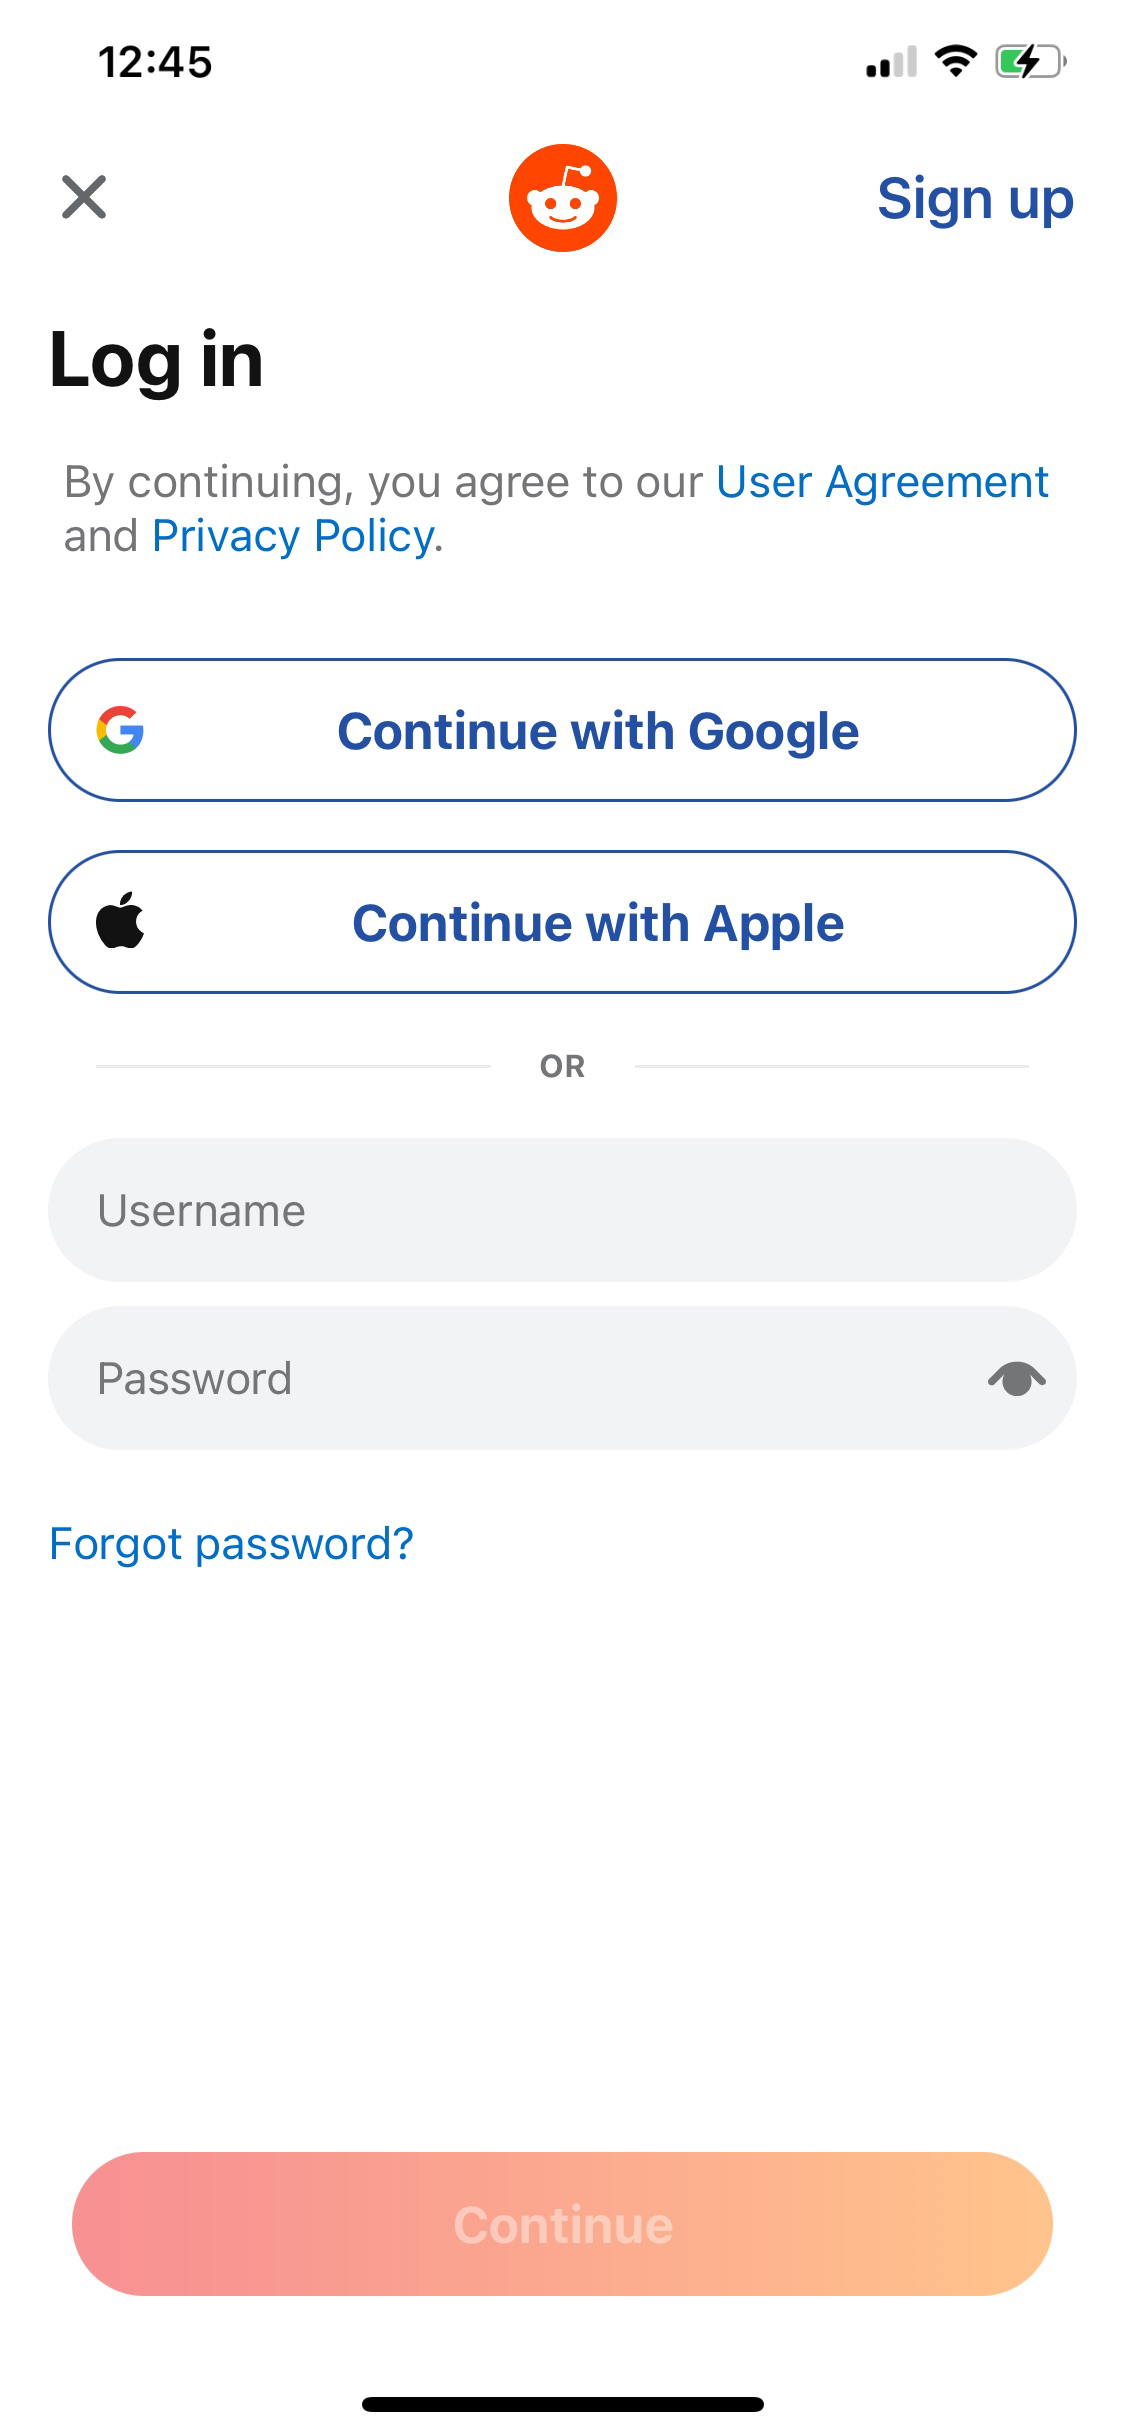 12:45
Sign up
Log in
By continuing, you agree to our User Agreement
and Privacy Policy.
Continue with Google
Continue with Apple
OR
Username
Password
Forgot password?
Continue